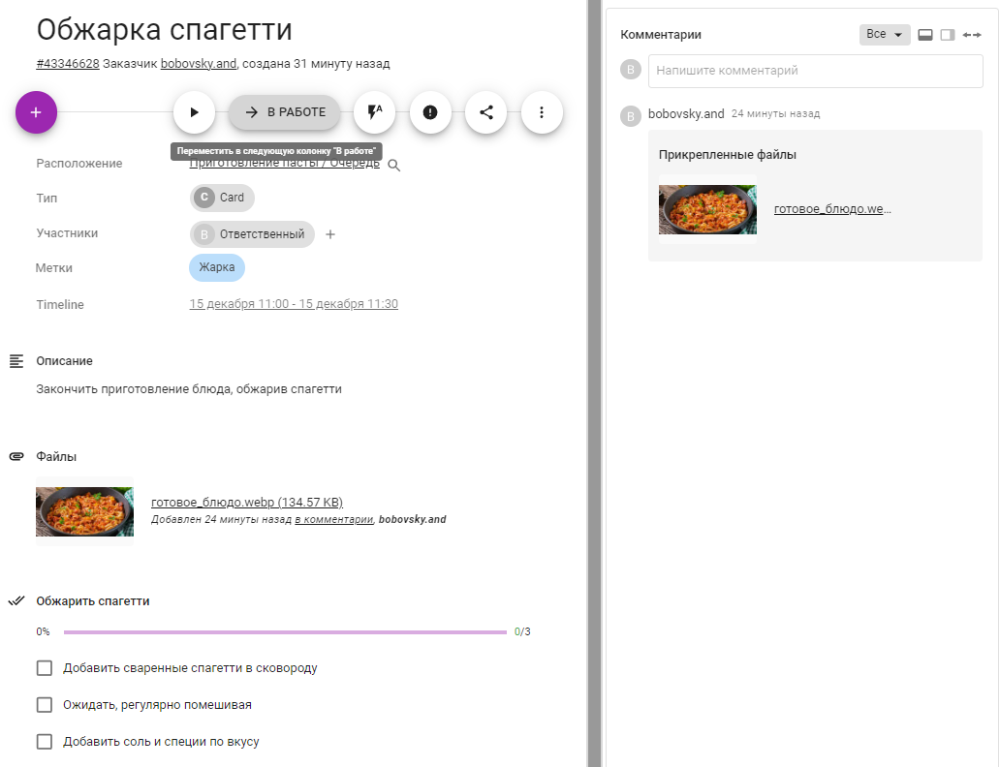 Обжарка спагетти
#43346628 Заказчик bobovsky.and, создана 31 минуту назад
В РАБОТЕ
Переместить в следующую колонку "В работе"
Расположение
Приготовление пасты / Очередь
Тип
C Card
Участники
B Ответственный +
Метки
Жарка
Timeline
15 декабря 11:00 - 15 декабря 11:30
Описание
Закончить приготовление блюда, обжарив спагетти
Файлы
готовое_блюдо.webp (134.57 KB)
Добавлен 24 минуты назад в комментарии, bobovsky.and
Обжарить спагетти
0%
0/3
Добавить сваренные спагетти в сковороду
Ожидать, регулярно помешивая
Добавить соль и специи по вкусу
Комментарии
Все
B
Напишите комментарий
B
bobovsky.and 24 минуты назад
Прикрепленные файлы
готовое_блюдо.we...